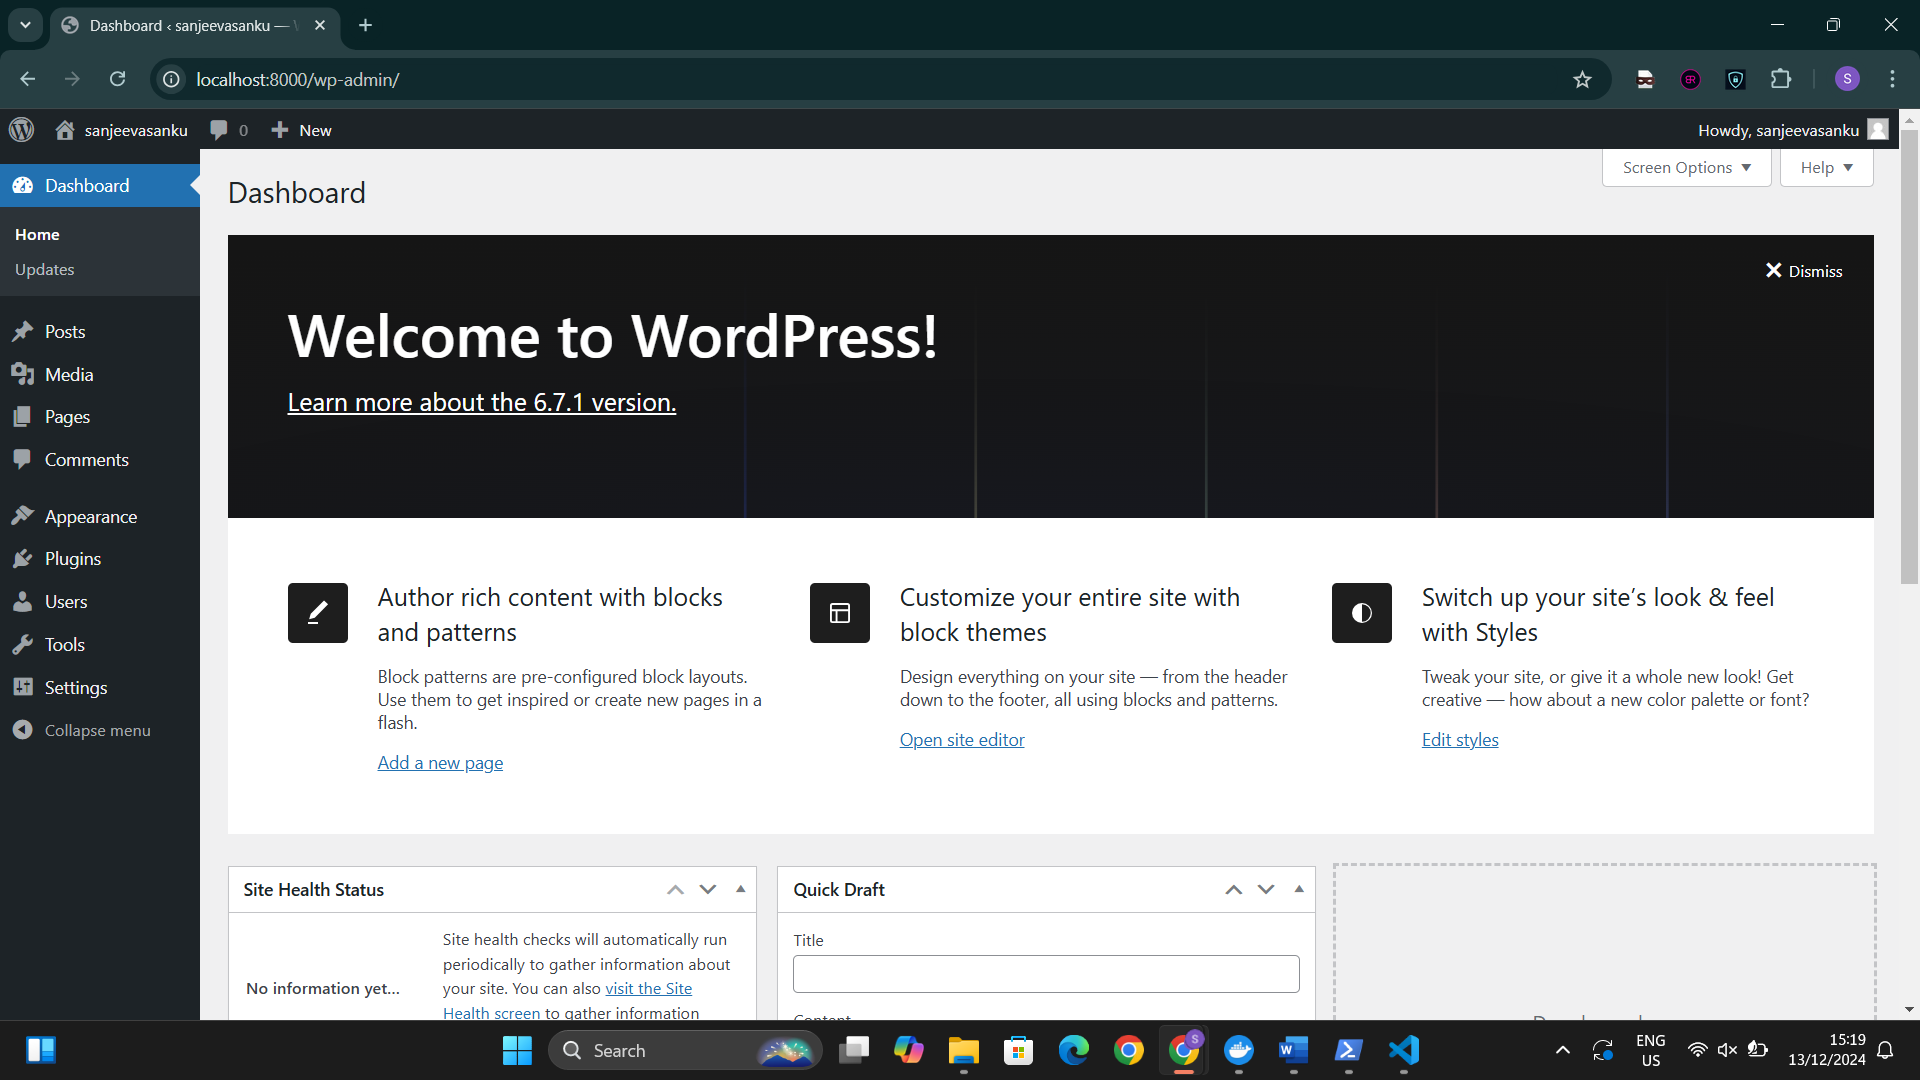 Dashboard ‹ sanjeevasanku —
localhost:8000/wp-admin/
S
sanjeevasanku 0 New
Howdy, sanjeevasanku
Screen Options ▼
Help ▼
Dashboard
Home
Updates
Posts
Media
Pages
Comments
Appearance
Plugins
Users
Tools
Settings
Collapse menu
Dashboard
Dismiss
Welcome to WordPress!
Learn more about the 6.7.1 version.
Author rich content with blocks
and patterns
Block patterns are pre-configured block layouts.
Use them to get inspired or create new pages in a
flash.
Add a new page
Customize your entire site with
block themes
Design everything on your site — from the header
down to the footer, all using blocks and patterns.
Open site editor
Switch up your site’s look & feel
with Styles
Tweak your site, or give it a whole new look! Get
creative — how about a new color palette or font?
Edit styles
Site Health Status
No information yet…
Site health checks will automatically run
periodically to gather information about
your site. You can also visit the Site
Health screen to gather information
Quick Draft
Title
Content
Search
ENG
US
15:19
13/12/2024